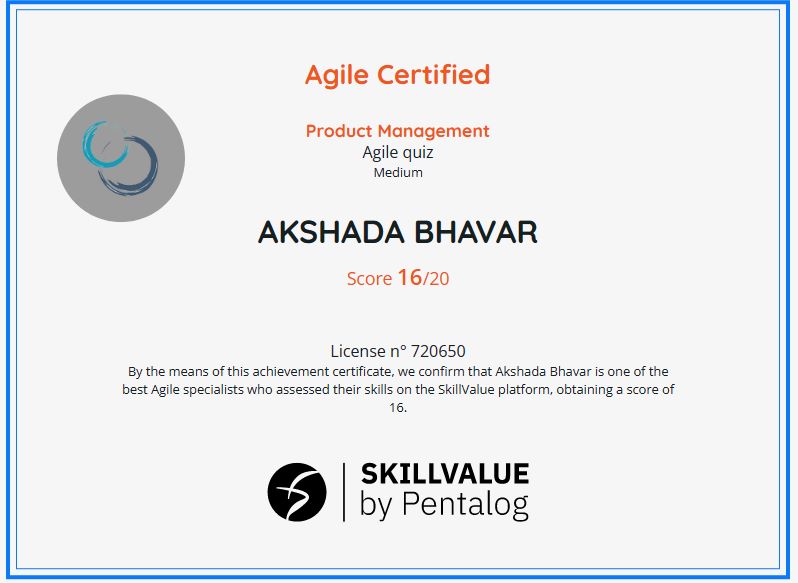 Agile Certified
Product Management
Agile quiz
Medium
AKSHADA BHAVAR
Score 16/20
License n° 720650
By the means of this achievement certificate, we confirm that Akshada Bhavar is one of the
best Agile specialists who assessed their skills on the SkillValue platform, obtaining a score of
16.
SKILLVALUE
by Pentalog